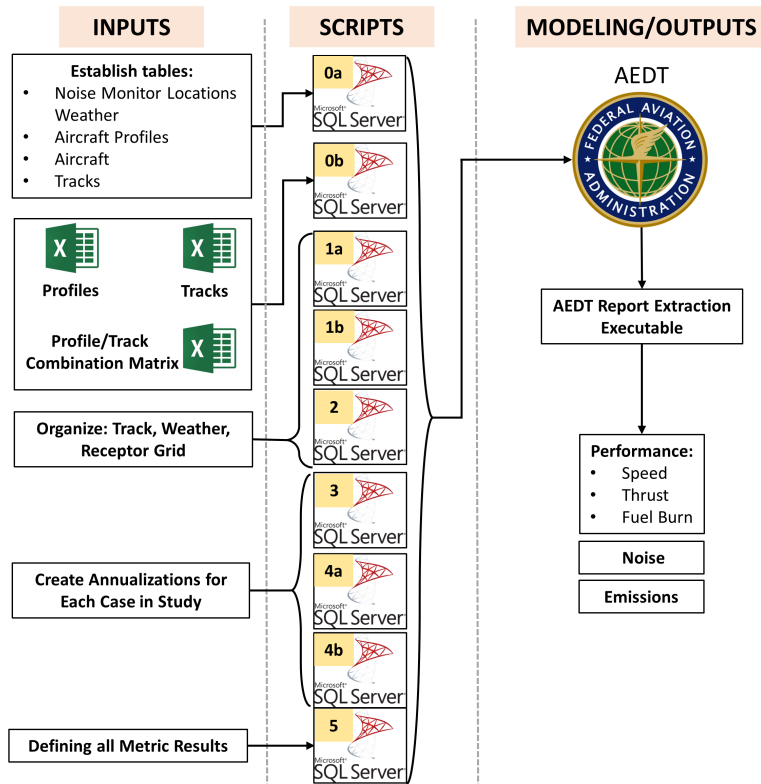 INPUTS
SCRIPTS
MODELING/OUTPUTS
Establish tables:
• Noise Monitor Locations
Weather
• Aircraft Profiles
• Aircraft
• Tracks
Profiles
Tracks
Profile/Track
Combination Matrix
Organize: Track, Weather,
Receptor Grid
Create Annualizations for
Each Case in Study
Defining all Metric Results
0a
Microsoft®
SQL Server
0b
Microsoft®
SQL Server
1a
Microsoft®
SQL Server
1b
Microsoft®
SQL Server
2
Microsoft®
SQL Server
3
Microsoft®
SQL Server
4a
Microsoft®
SQL Server
4b
Microsoft®
SQL Server
5
Microsoft®
SQL Server
AEDT
FEDERAL AVIATION
ADMINISTRATION
AEDT Report Extraction
Executable
Performance:
• Speed
• Thrust
• Fuel Burn
Noise
Emissions